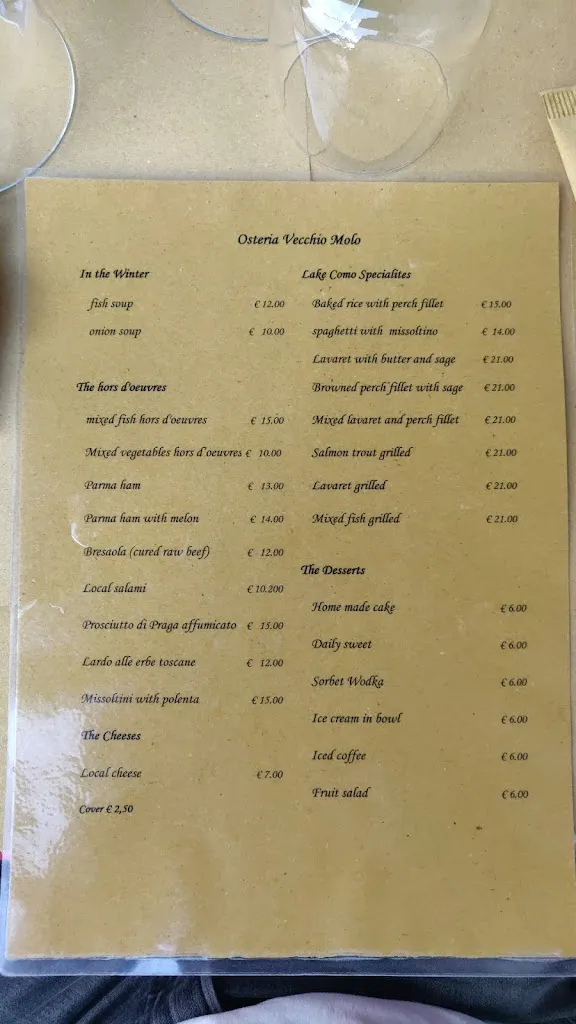 Osteria Vecchio Molo
In the Winter
fish soup € 12.00
onion soup € 10.00
The hors d'oeuvres
mixed fish hors d'oeuvres € 15.00
Mixed vegetables hors d'oeuvres € 10.00
Parma ham € 13.00
Parma ham with melon € 14.00
Bresaola (cured raw beef) € 12.00
Local salami € 10.200
Prosciutto di Praga affumicato € 15.00
Lardo alle erbe toscane € 12.00
Missoltini with polenta € 15.00
The Cheeses
Local cheese € 7.00
Cover € 2,50
Lake Como Specialites
Baked rice with perch fillet € 15.00
spaghetti with missoltino € 14.00
Lavaret with butter and sage € 21.00
Browned perch fillet with sage € 21.00
Mixed lavaret and perch fillet € 21.00
Salmon trout grilled € 21.00
Lavaret grilled € 21.00
Mixed fish grilled € 21.00
The Desserts
Home made cake € 6.00
Daily sweet € 6.00
Sorbet Wodka € 6.00
Ice cream in bowl € 6.00
Iced coffee € 6.00
Fruit salad € 6.00